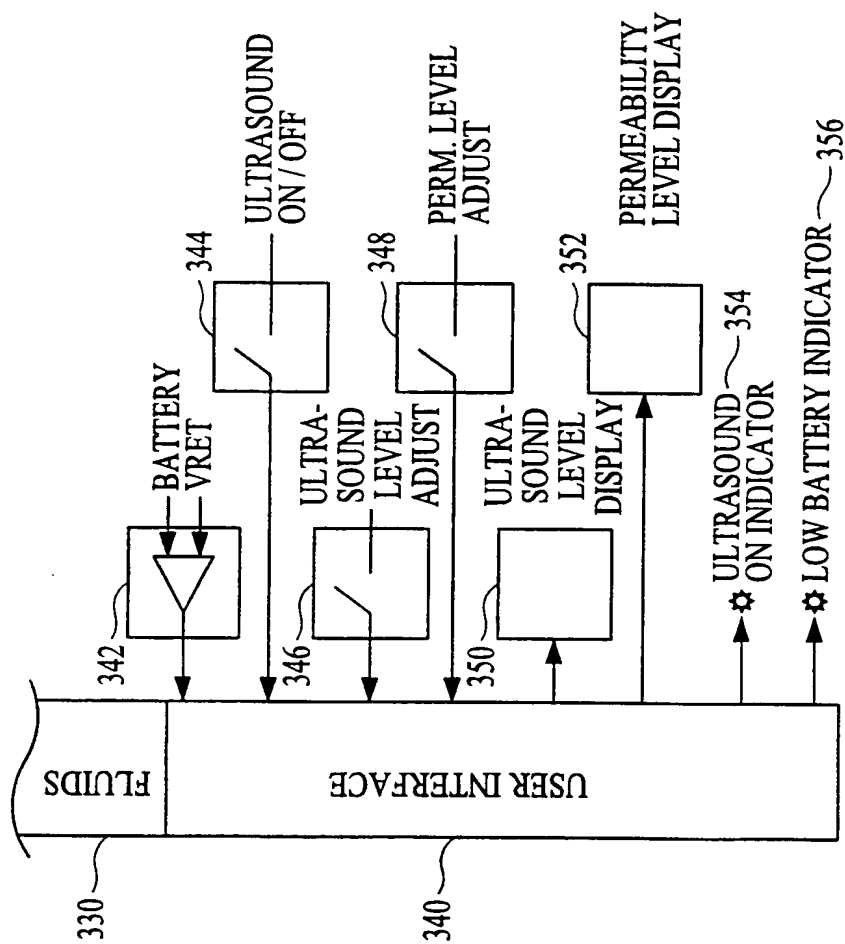 330
FLUIDS
340
USER INTERFACE
342
BATTERY
VRET
344
ULTRASOUND
ON / OFF
346
ULTRA-
SOUND
LEVEL
ADJUST
348
PERM. LEVEL
ADJUST
350
ULTRA-
SOUND
LEVEL
DISPLAY
352
PERMEABILITY
LEVEL DISPLAY
ULTRASOUND
ON INDICATOR
354
LOW BATTERY INDICATOR
356